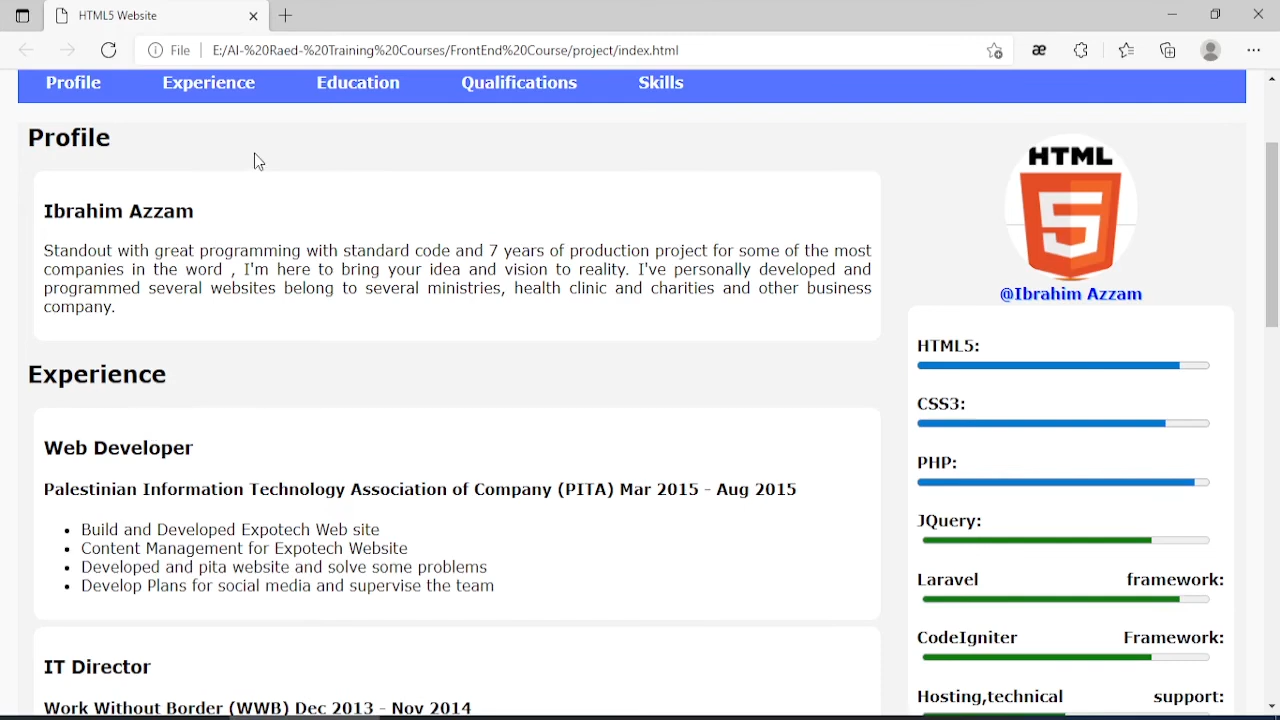 HTML5 Website
File
E:/AI-%20Raed-%20Training%20Courses/FrontEnd%20Course/project/index.html
Profile Experience Education Qualifications Skills
Profile
Ibrahim Azzam
Standout with great programming with standard code and 7 years of production project for some of the most
companies in the word , I'm here to bring your idea and vision to reality. I've personally developed and
programmed several websites belong to several ministries, health clinic and charities and other business
company.
Experience
Web Developer
Palestinian Information Technology Association of Company (PITA) Mar 2015 - Aug 2015
• Build and Developed Expotech Web site
• Content Management for Expotech Website
• Developed and pita website and solve some problems
• Develop Plans for social media and supervise the team
IT Director
Work Without Border (WWB) Dec 2013 - Nov 2014
HTML
5
@Ibrahim Azzam
HTML5:
CSS3:
PHP:
JQuery:
Laravel framework:
CodeIgniter Framework:
Hosting,technical support: